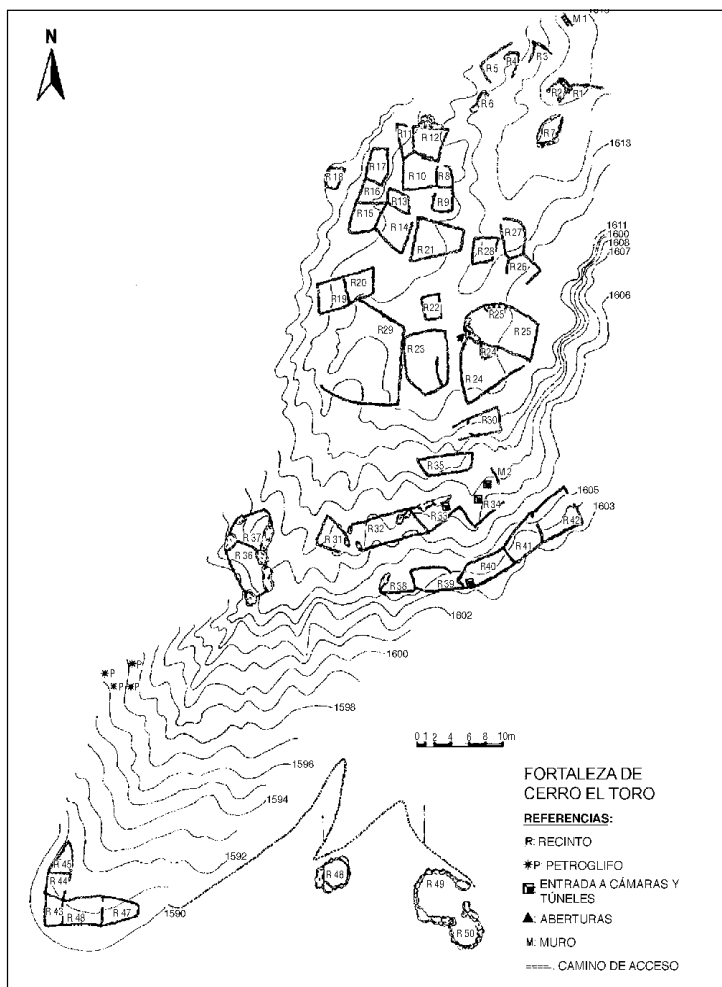 N
1615
M1
R3
R4
R5
R2
R1
R6
R7
R11
R12
1613
R17
R10
R8
R18
R16
R13
R9
R15
R14
R27
R21
R28
R26
1611
1600
1608
1607
R20
R19
1606
R22
R25
R25
R29
R23
R24
R24
R30
R35
M2
R34
1605
R33
R32
R42
1603
R37
R31
R41
R36
R40
R38
R39
1602
1600
P
P
P
P
1598
0 1 2 4 6 8 10m
1596
FORTALEZA DE
CERRO EL TORO
1594
REFERENCIAS:
R: RECINTO
P: PETROGLIFO
ENTRADA A CÁMARAS Y
TÚNELES
▲: ABERTURAS
M: MURO
----. CAMINO DE ACCESO
1592
R45
R44
R48
R49
R43
R48
R47
1590
R50